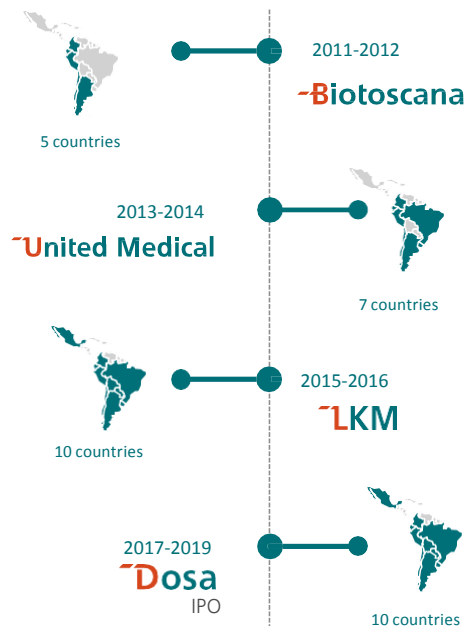 2011-2012
Biotoscana
5 countries
2013-2014
United Medical
7 countries
2015-2016
LKM
10 countries
2017-2019
Dosa
IPO
10 countries